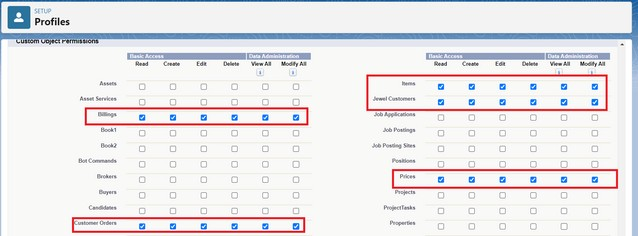 SETUP
Profiles
Custom Object Permissions
Basic Access Data Administration
Read Create Edit Delete View All Modify All
Assets
Asset Services
Billings
Book1
Book2
Bot Commands
Brokers
Buyers
Candidates
Customer Orders
Basic Access Data Administration
Read Create Edit Delete View All Modify All
Items
Jewel Customers
Job Applications
Job Postings
Job Posting Sites
Positions
Prices
Projects
ProjectTasks
Properties